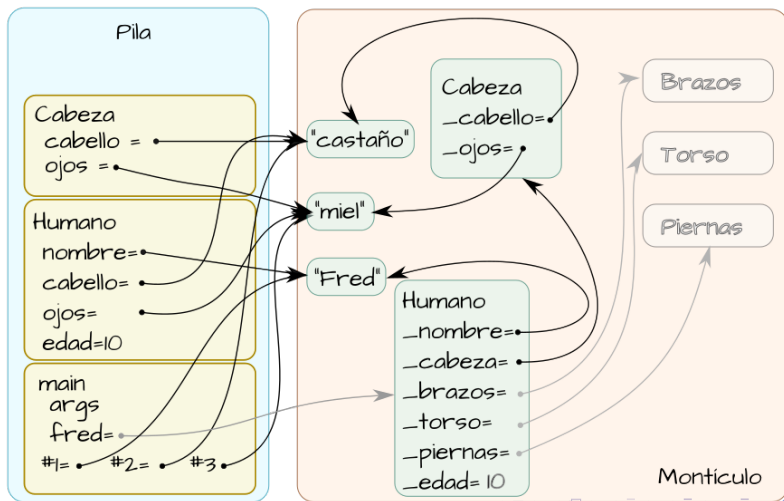 Pila
Cabeza
cabello =
ojos =
Humano
nombre=
cabello=
ojos=
edad=10
main
args
fred=
#1= #2= #3
"castaño"
"miel"
"Fred"
Cabeza
_cabello=
_ojos=
Humano
_nombre=
_cabeza=
_brazos=
_torso=
_piernas=
_edad= 10
Brazos
Torso
Piernas
Montículo